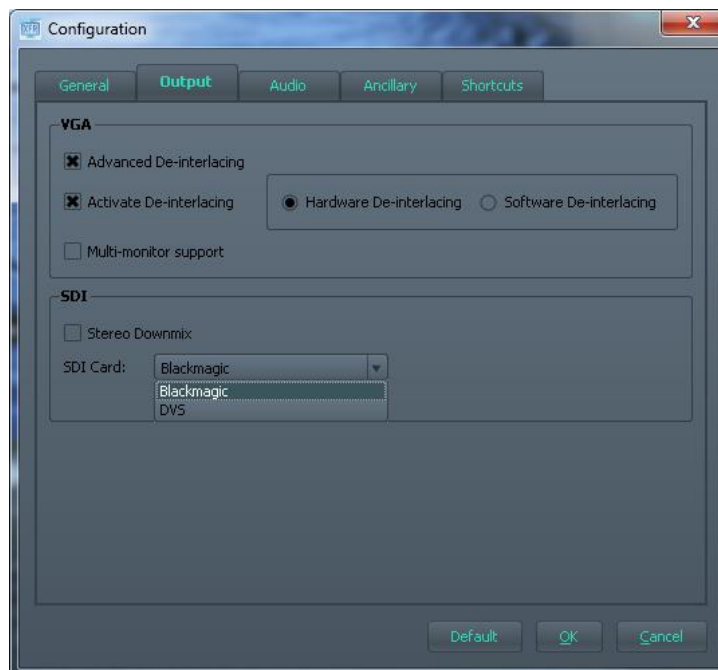 XFP Configuration
General Output Audio Ancillary Shortcuts
VGA
Advanced De-interlacing
Activate De-interlacing Hardware De-interlacing Software De-interlacing
Multi-monitor support
SDI
Stereo Downmix
SDI Card: Blackmagic
Blackmagic
DVS
Default OK Cancel